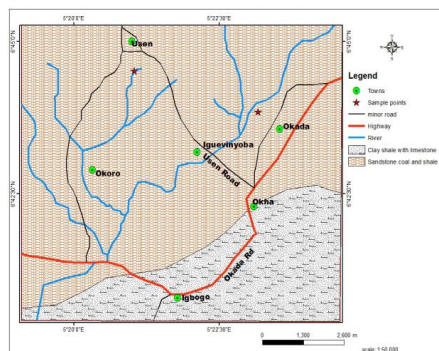 5°20'0"E
5°22'30"E
6°45'0"N
6°42'30"N
Usen
Iguevinyoba
Okada
Okoro
Usen Road
Okha
Okada Rd
Igbogo
5°20'0"E
5°22'30"E
Legend
Towns
Sample points
minor road
Highway
River
Clay shale with limestone
Sandstone coal and shale
0 1,300 2,600 m
scale: 1:50,000